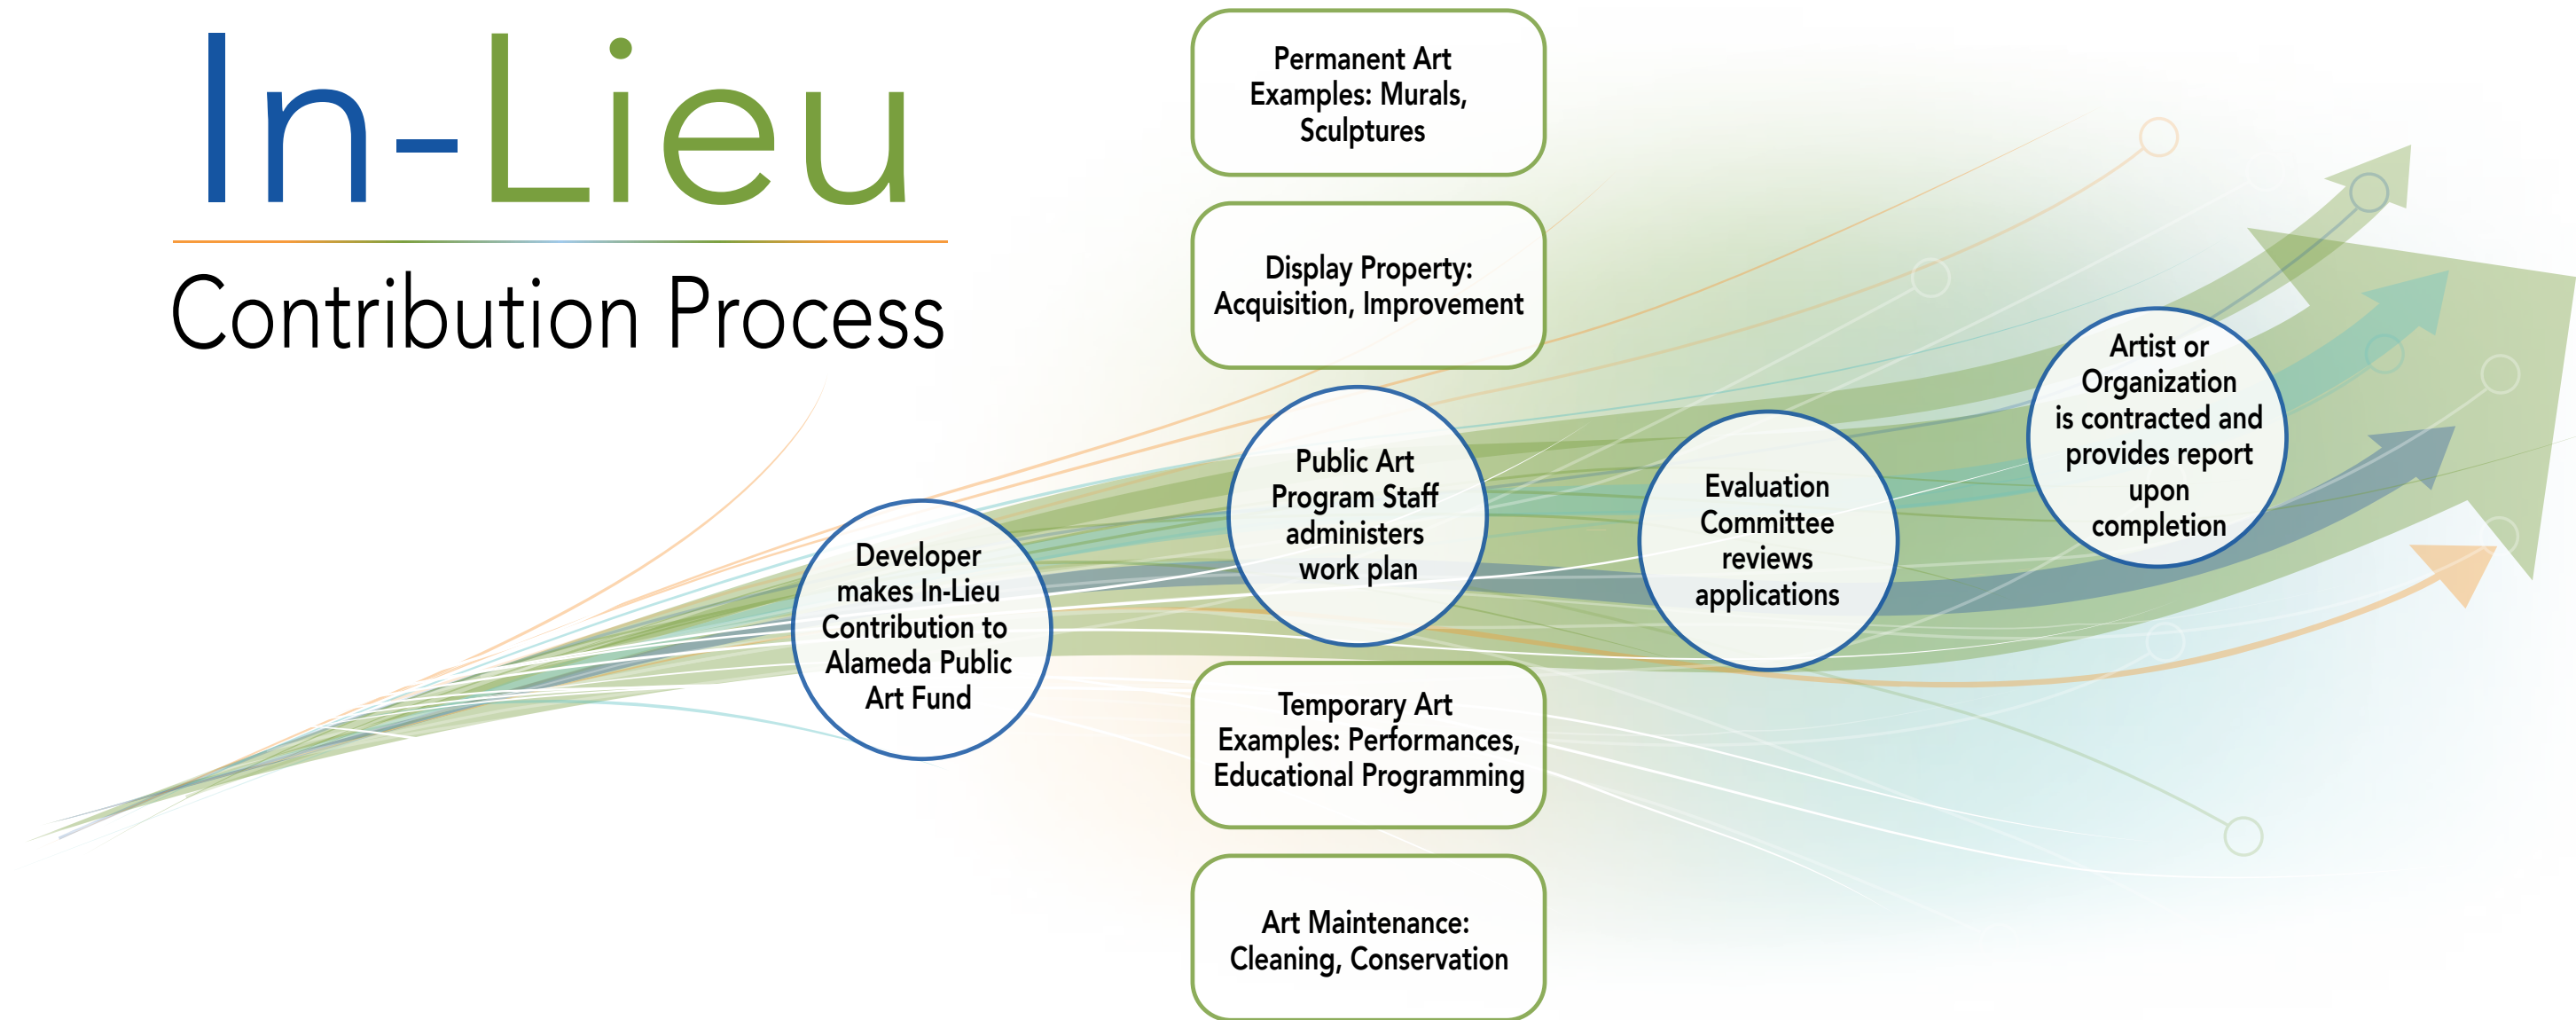 In-Lieu
Contribution Process
Developer
makes In-Lieu
Contribution to
Alameda Public
Art Fund
Permanent Art
Examples: Murals,
Sculptures
Display Property:
Acquisition, Improvement
Public Art
Program Staff
administers
work plan
Temporary Art
Examples: Performances,
Educational Programming
Art Maintenance:
Cleaning, Conservation
Evaluation
Committee
reviews
applications
Artist or
Organization
is contracted and
provides report
upon
completion